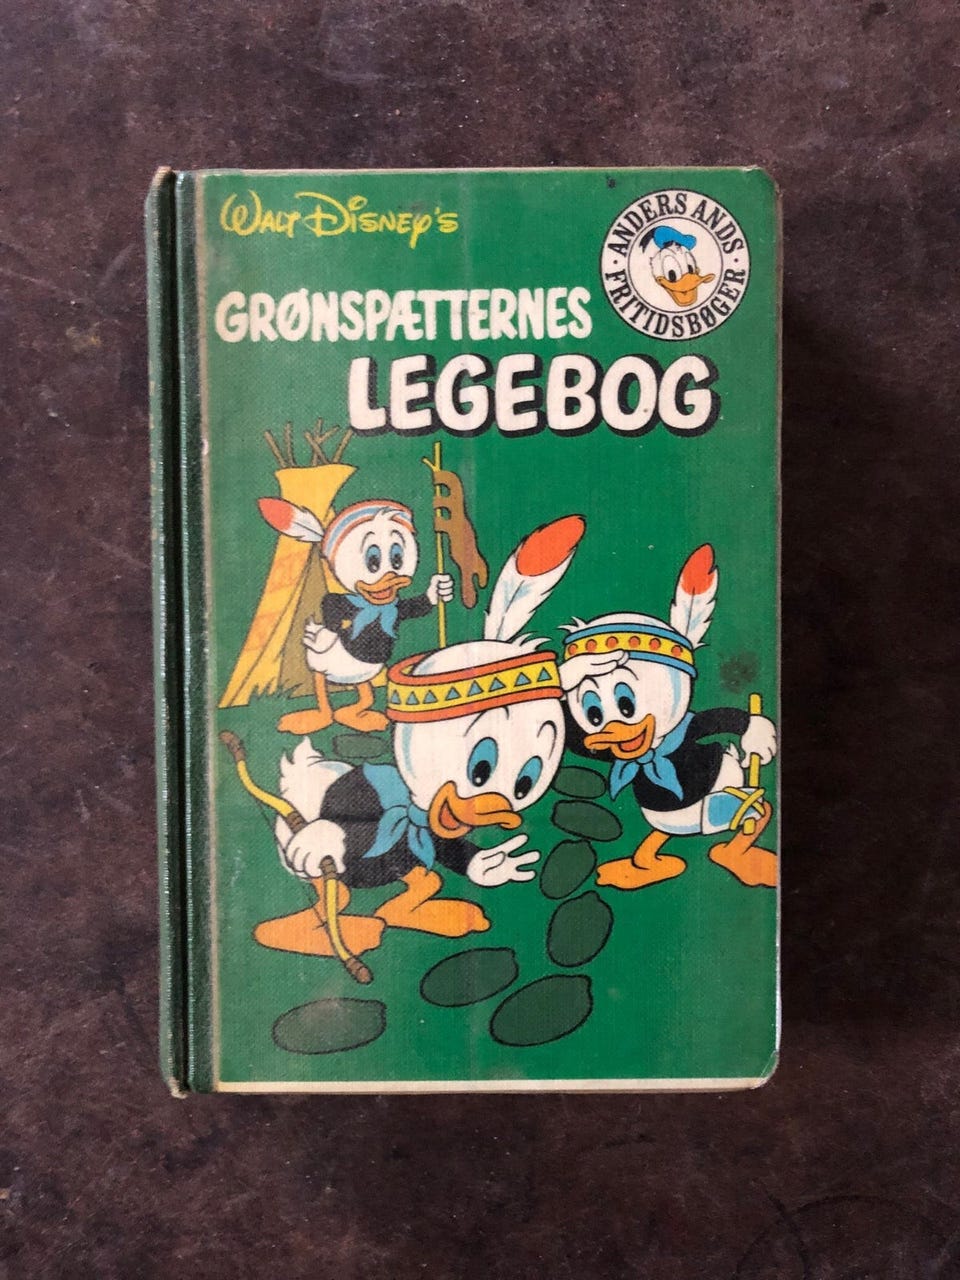 WALT DISNEY'S
· ANDERS ANDS ·
FRITIDSBØGER
GRØNSPÆTTERNES
LEGEBOG